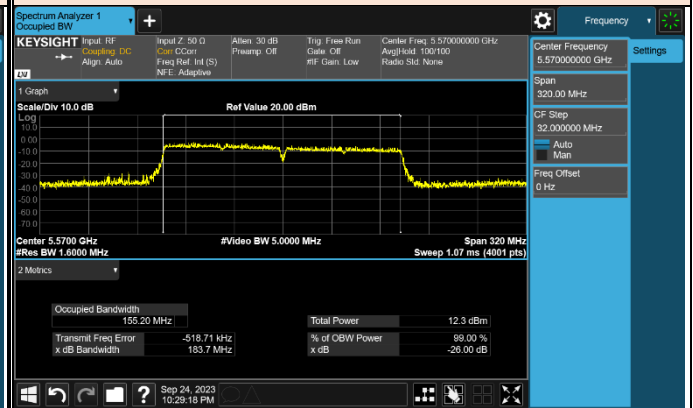 Spectrum Analyzer 1
Occupied BW
+
Frequency
KEYSIGHT
Input: RF
Coupling: DC
Align: Auto
Input Z: 50 Ω
Corr CCorr
Freq Ref: Int (S)
NFE: Adaptive
Atten: 30 dB
Preamp: Off
Trig: Free Run
Gate: Off
#IF Gain: Low
Center Freq: 5.570000000 GHz
Avg|Hold: 100/100
Radio Std: None
LXI
Center Frequency
5.570000000 GHz
Settings
Span
320.00 MHz
CF Step
32.000000 MHz
Auto
Man
Freq Offset
0 Hz
1 Graph
Scale/Div 10.0 dB
Ref Value 20.00 dBm
Log
10.0
0.00
-10.0
-20.0
-30.0
-40.0
-50.0
-60.0
-70.0
Center 5.5700 GHz
#Video BW 5.0000 MHz
Span 320 MHz
#Res BW 1.6000 MHz
Sweep 1.07 ms (4001 pts)
2 Metrics
Occupied Bandwidth
155.20 MHz
Total Power 12.3 dBm
Transmit Freq Error -518.71 kHz
% of OBW Power 99.00 %
x dB Bandwidth 183.7 MHz
x dB -26.00 dB
?
Sep 24, 2023
10:29:18 PM